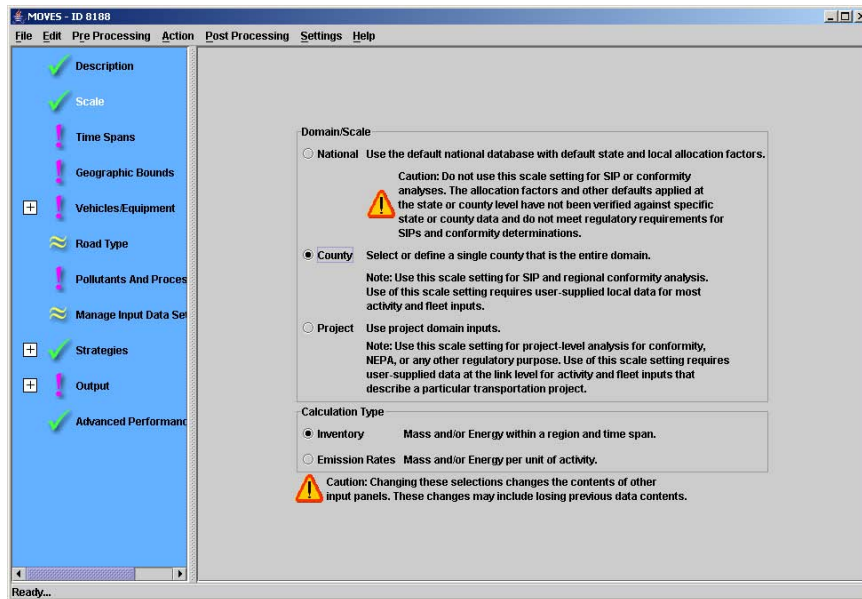 MOVES - ID 8188
File Edit Pre Processing Action Post Processing Settings Help
Description
Scale
Time Spans
Geographic Bounds
Vehicles/Equipment
Road Type
Pollutants And Proces
Manage Input Data Se
Strategies
Output
Advanced Performanc
Domain/Scale
National Use the default national database with default state and local allocation factors.
Caution: Do not use this scale setting for SIP or conformity
analyses. The allocation factors and other defaults applied at
the state or county level have not been verified against specific
state or county data and do not meet regulatory requirements for
SIPs and conformity determinations.
County Select or define a single county that is the entire domain.
Note: Use this scale setting for SIP and regional conformity analysis.
Use of this scale setting requires user-supplied local data for most
activity and fleet inputs.
Project Use project domain inputs.
Note: Use this scale setting for project-level analysis for conformity,
NEPA, or any other regulatory purpose. Use of this scale setting requires
user-supplied data at the link level for activity and fleet inputs that
describe a particular transportation project.
Calculation Type
Inventory Mass and/or Energy within a region and time span.
Emission Rates Mass and/or Energy per unit of activity.
Caution: Changing these selections changes the contents of other
input panels. These changes may include losing previous data contents.
Ready...